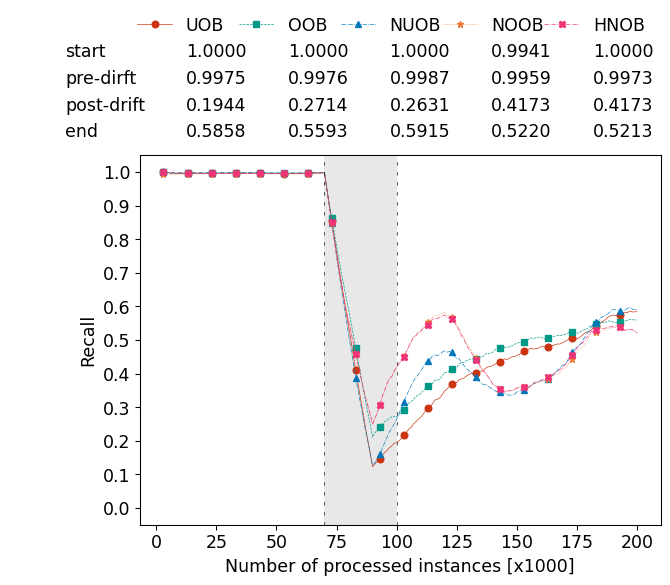 UOB OOB NUOB NOOB HNOB
start 1.0000 1.0000 1.0000 0.9941 1.0000
pre-dirft 0.9975 0.9976 0.9987 0.9959 0.9973
post-drift 0.1944 0.2714 0.2631 0.4173 0.4173
end 0.5858 0.5593 0.5915 0.5220 0.5213
1.0
0.9
0.8
0.7
0.6
0.5
0.4
0.3
0.2
0.1
0.0
Recall
0 25 50 75 100 125 150 175 200
Number of processed instances [x1000]